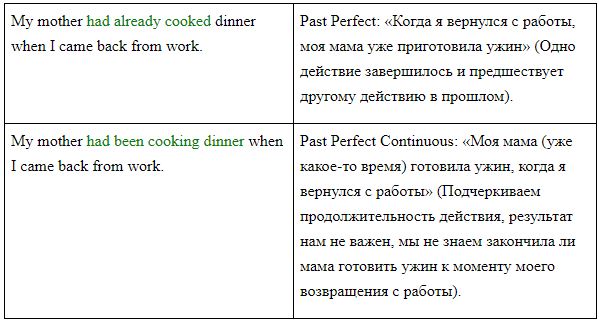 My mother had already cooked dinner
when I came back from work.
Past Perfect: «Когда я вернулся с работы,
моя мама уже приготовила ужин» (Одно
действие завершилось и предшествует
другому действию в прошлом).
My mother had been cooking dinner when
I came back from work.
Past Perfect Continuous: «Моя мама (уже
какое-то время) готовила ужин, когда я
вернулся с работы» (Подчеркиваем
продолжительность действия, результат
нам не важен, мы не знаем закончила ли
мама готовить ужин к моменту моего
возвращения с работы).